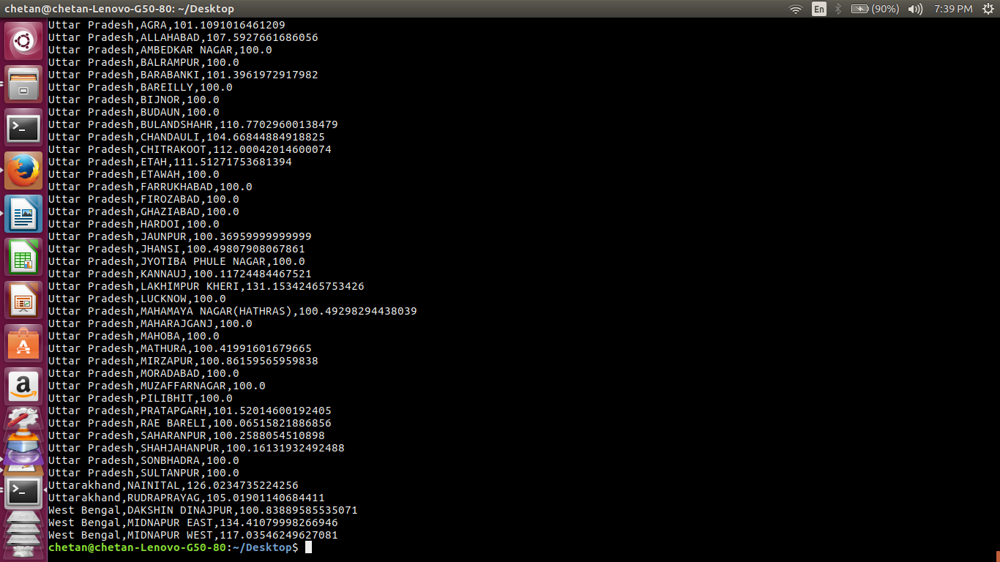 chetan@chetan-Lenovo-G50-80: ~/Desktop
En
(90%)
7:39 PM
Uttar Pradesh,AGRA,101.1091016461209
Uttar Pradesh,ALLAHABAD,107.5927661686056
Uttar Pradesh,AMBEDKAR NAGAR,100.0
Uttar Pradesh,BALRAMPUR,100.0
Uttar Pradesh,BARABANKI,101.3961972917982
Uttar Pradesh,BAREILLY,100.0
Uttar Pradesh,BIJNOR,100.0
Uttar Pradesh,BUDAUN,100.0
Uttar Pradesh,BULANDSHAHR,110.77029600138479
Uttar Pradesh,CHANDAULI,104.66844884918825
Uttar Pradesh,CHITRAKOOT,112.00042014600074
Uttar Pradesh,ETAH,111.51271753681394
Uttar Pradesh,ETAWAH,100.0
Uttar Pradesh,FARRUKHABAD,100.0
Uttar Pradesh,FIROZABAD,100.0
Uttar Pradesh,GHAZIABAD,100.0
Uttar Pradesh,HARDOI,100.0
Uttar Pradesh,JAUNPUR,100.36959999999999
Uttar Pradesh,JHANSI,100.49807908067861
Uttar Pradesh,JYOTIBA PHULE NAGAR,100.0
Uttar Pradesh,KANNAUJ,100.11724484467521
Uttar Pradesh,LAKHIMPUR KHERI,131.15342465753426
Uttar Pradesh,LUCKNOW,100.0
Uttar Pradesh,MAHAMAYA NAGAR(HATHRAS),100.49298294438039
Uttar Pradesh,MAHARAJGANJ,100.0
Uttar Pradesh,MAHOBA,100.0
Uttar Pradesh,MATHURA,100.41991601679665
Uttar Pradesh,MIRZAPUR,100.86159565959838
Uttar Pradesh,MORADABAD,100.0
Uttar Pradesh,MUZAFFARNAGAR,100.0
Uttar Pradesh,PILIBHIT,100.0
Uttar Pradesh,PRATAPGARH,101.52014600192405
Uttar Pradesh,RAE BARELI,100.06515821886856
Uttar Pradesh,SAHARANPUR,100.2588054510898
Uttar Pradesh,SHAHJAHANPUR,100.16131932492488
Uttar Pradesh,SONBHADRA,100.0
Uttar Pradesh,SULTANPUR,100.0
Uttarakhand,NAINITAL,126.0234735224256
Uttarakhand,RUDRAPRAYAG,105.01901140684411
West Bengal,DAKSHIN DINAJPUR,100.83889585535071
West Bengal,MIDNAPUR EAST,134.41079998266946
West Bengal,MIDNAPUR WEST,117.03546249627081
chetan@chetan-Lenovo-G50-80:~/Desktop$